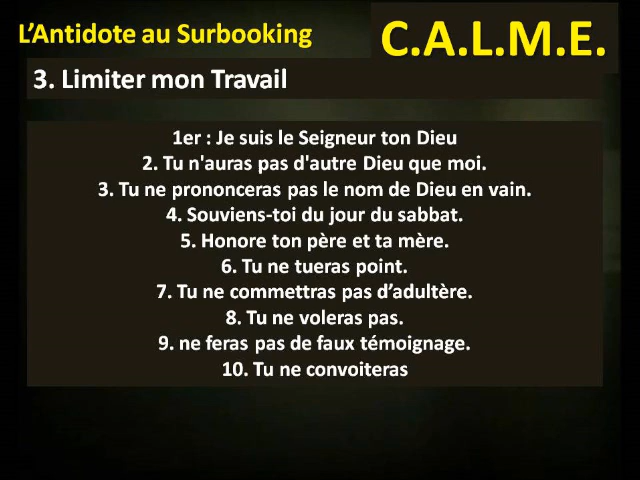 L'Antidote au Surbooking
C.A.L.M.E.
3. Limiter mon Travail
1er : Je suis le Seigneur ton Dieu
2. Tu n'auras pas d'autre Dieu que moi.
3. Tu ne prononceras pas le nom de Dieu en vain.
4. Souviens-toi du jour du sabbat.
5. Honore ton père et ta mère.
6. Tu ne tueras point.
7. Tu ne commettras pas d’adultère.
8. Tu ne voleras pas.
9. ne feras pas de faux témoignage.
10. Tu ne convoiteras